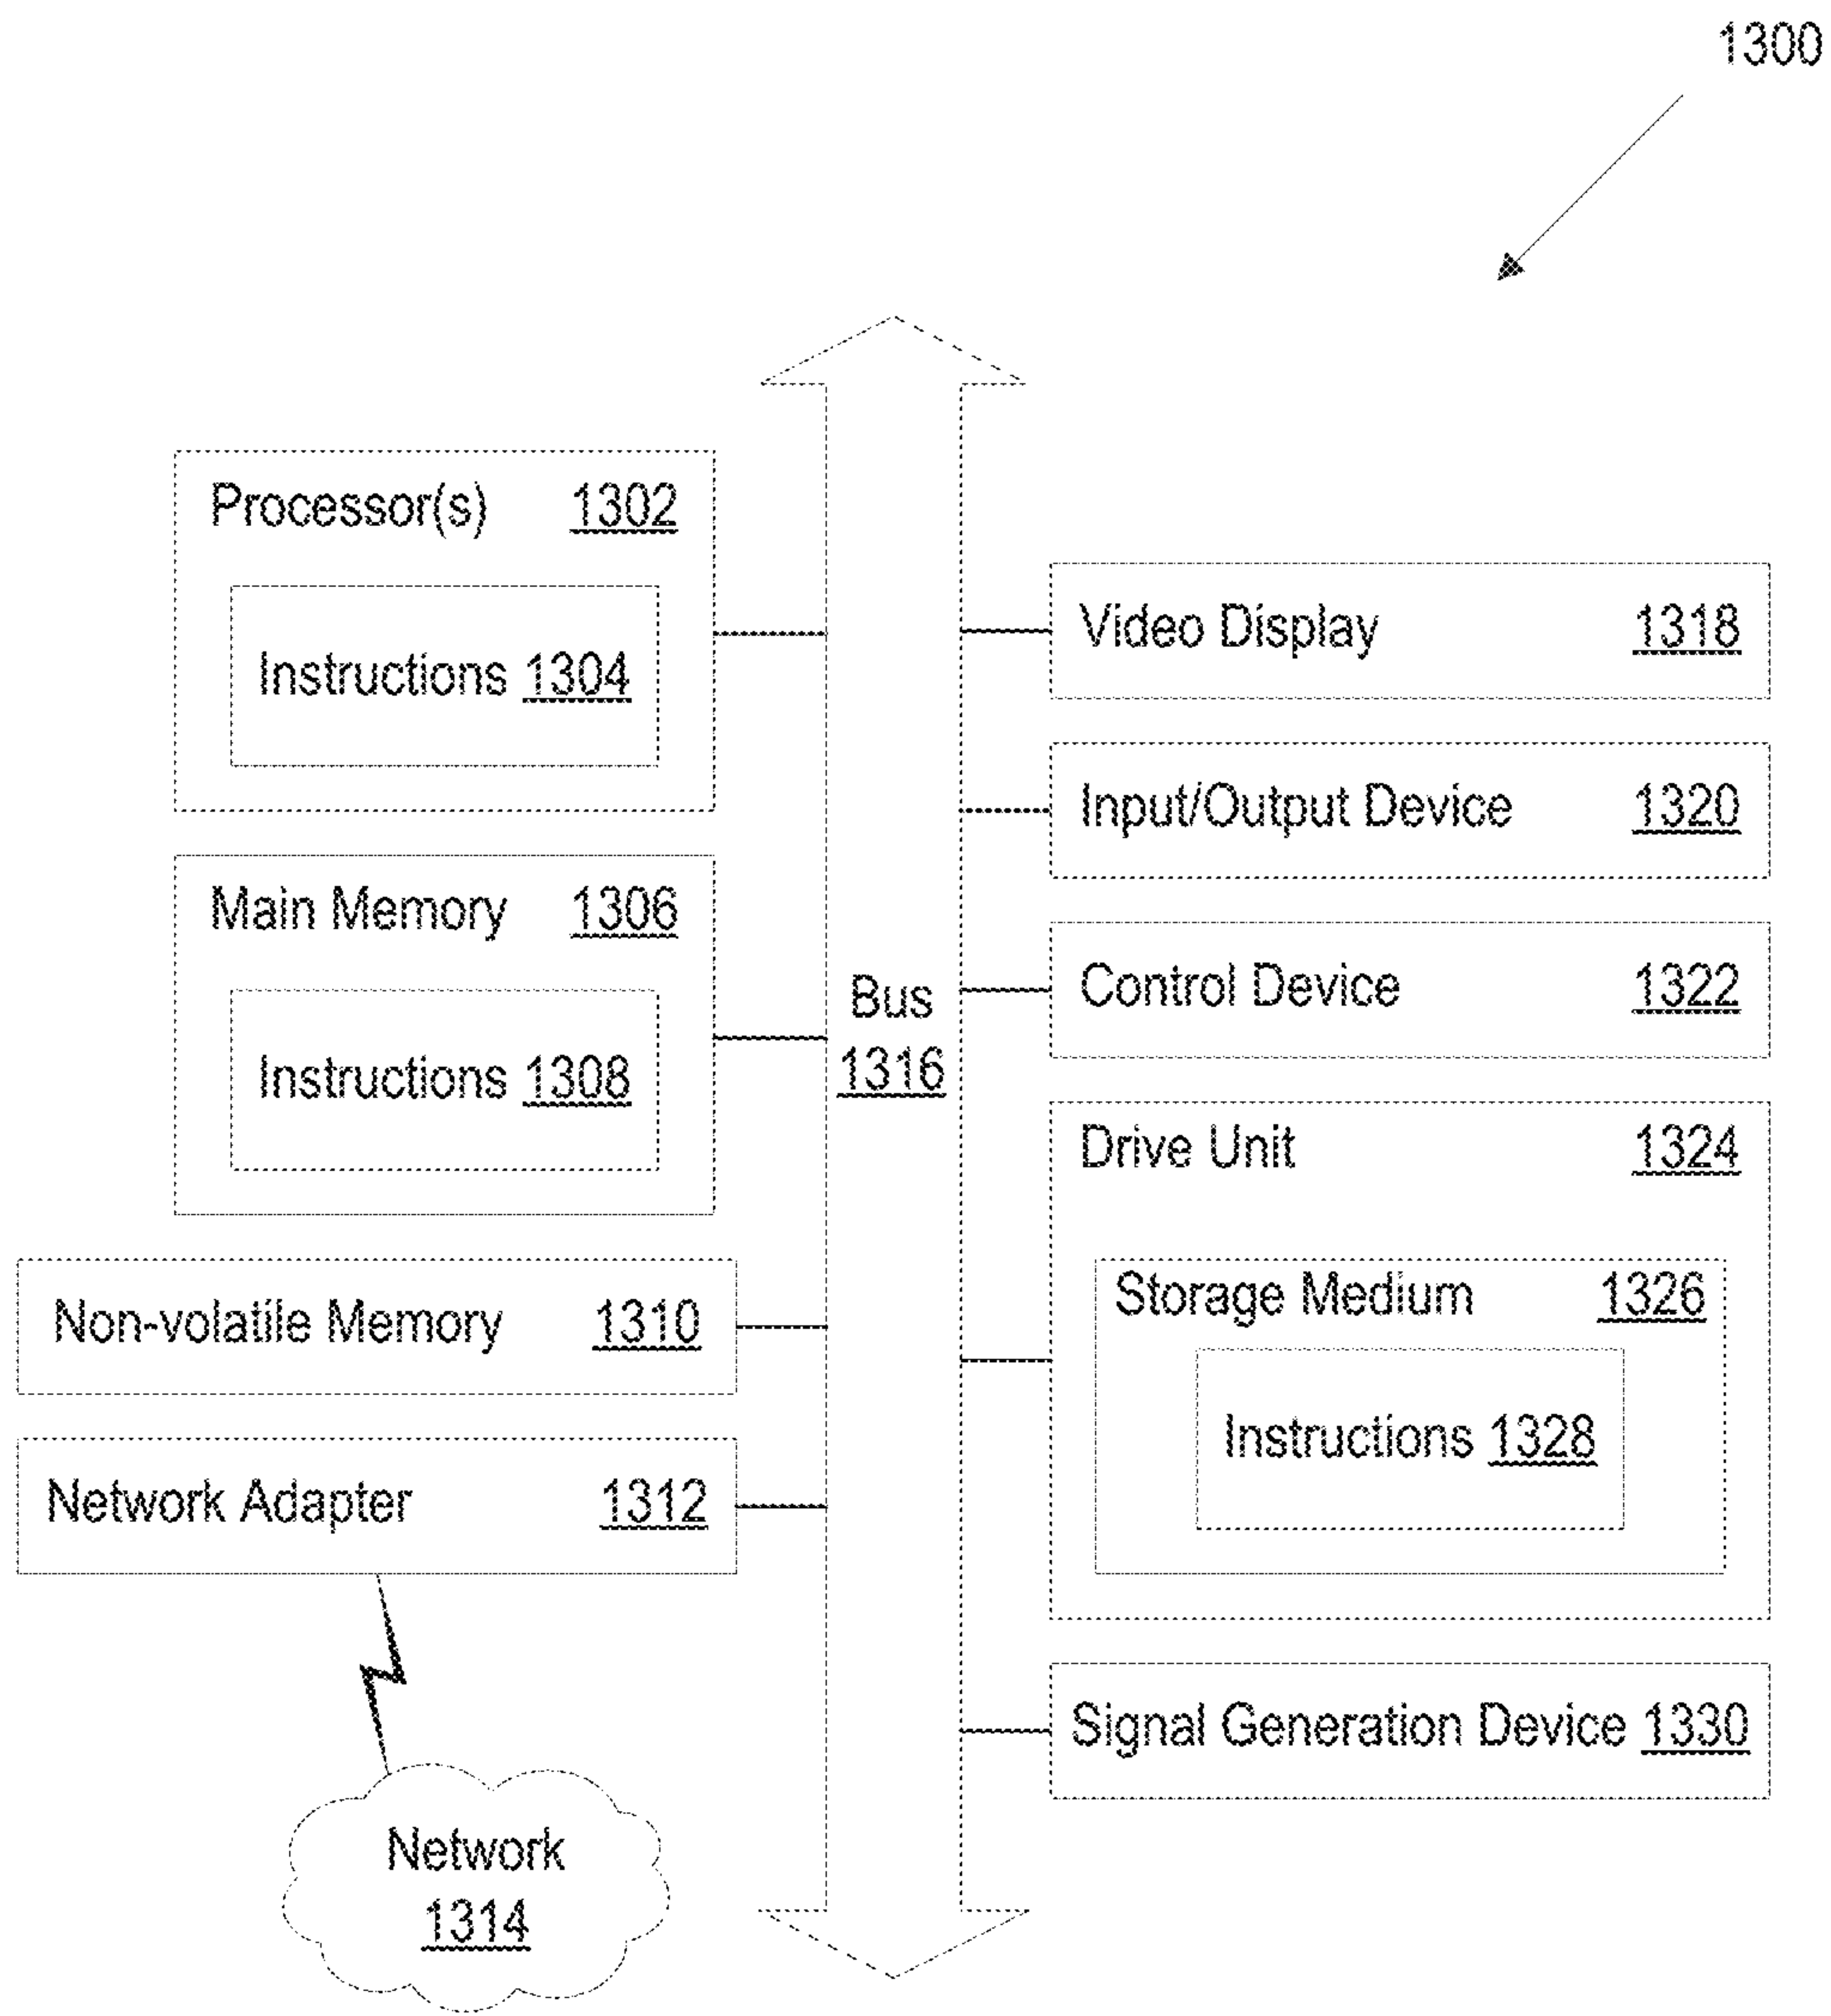 1300
Processor(s) 1302
Instructions 1304
Main Memory 1306
Instructions 1308
Non-volatile Memory 1310
Network Adapter 1312
Network
1314
Bus
1316
Video Display 1318
Input/Output Device 1320
Control Device 1322
Drive Unit 1324
Storage Medium 1326
Instructions 1328
Signal Generation Device 1330